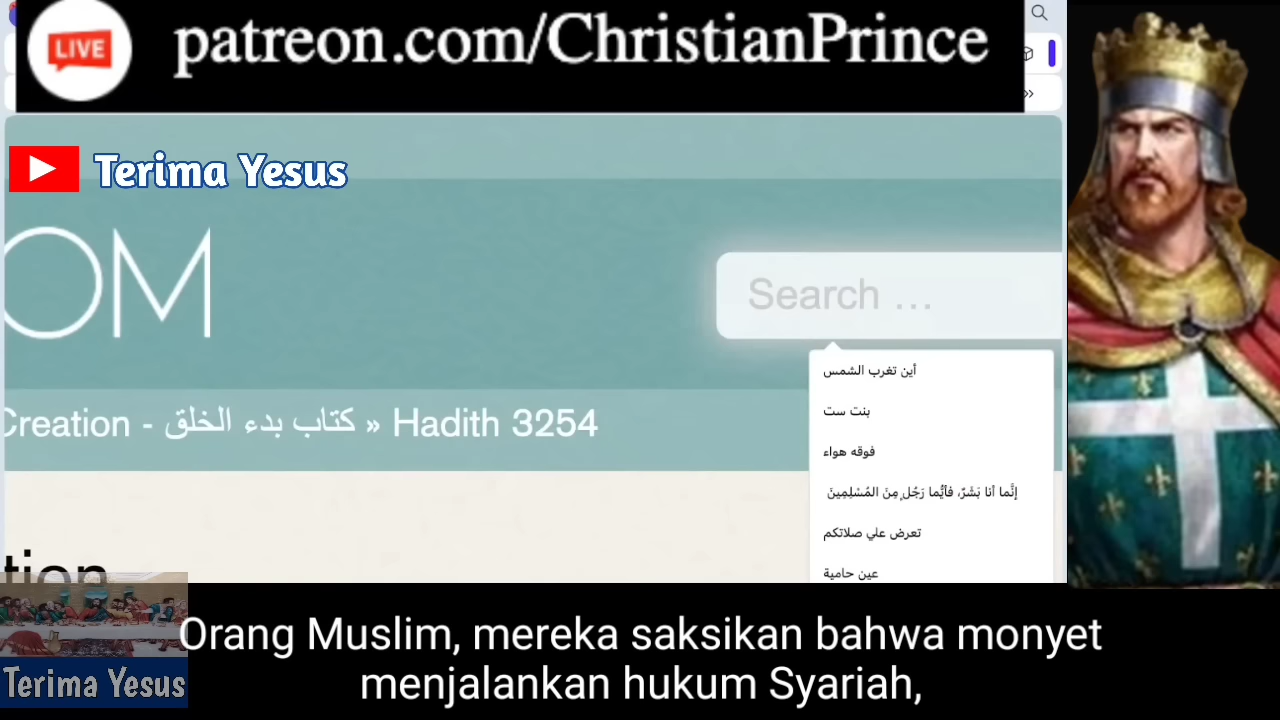 LIVE patreon.com/ChristianPrince
Terima Yesus
OM
Search ...
أين تغرب الشمس
بنت ست
فوقه هواء
إنَّما أنا بَشَرٌ، فأيُّما رَجُلٍ مِنَ المُسْلِمِينَ
تعرض علي صلاتكم
عين حامية
Creation - كتاب بدء الخلق » Hadith 3254
tion
Orang Muslim, mereka saksikan bahwa monyet
menjalankan hukum Syariah,
Terima Yesus